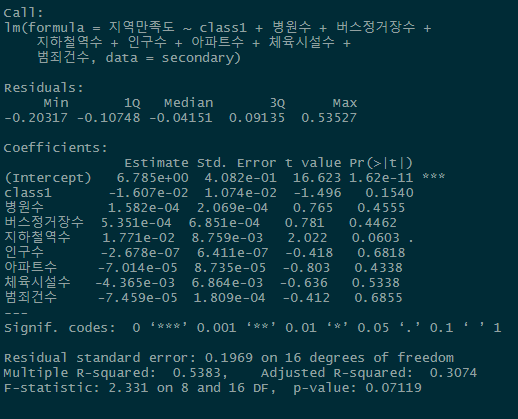 Call:
lm(formula = 지역만족도 ~ class1 + 병원수 + 버스정거장수 +
지하철역수 + 인구수 + 아파트수 + 체육시설수 +
범죄건수, data = secondary)
Residuals:
Min 1Q Median 3Q Max
-0.20317 -0.10748 -0.04151 0.09135 0.53527
Coefficients:
Estimate Std. Error t value Pr(>|t|)
(Intercept) 6.785e+00 4.082e-01 16.623 1.62e-11 ***
class1 -1.607e-02 1.074e-02 -1.496 0.1540
병원수 1.582e-04 2.069e-04 0.765 0.4555
버스정거장수 5.351e-04 6.851e-04 0.781 0.4462
지하철역수 1.771e-02 8.759e-03 2.022 0.0603 .
인구수 -2.678e-07 6.411e-07 -0.418 0.6818
아파트수 -7.014e-05 8.735e-05 -0.803 0.4338
체육시설수 -4.365e-03 6.864e-03 -0.636 0.5338
범죄건수 -7.459e-05 1.809e-04 -0.412 0.6855
---
Signif. codes: 0 ‘***’ 0.001 ‘**’ 0.01 ‘*’ 0.05 ‘.’ 0.1 ‘ ’ 1
Residual standard error: 0.1969 on 16 degrees of freedom
Multiple R-squared: 0.5383, Adjusted R-squared: 0.3074
F-statistic: 2.331 on 8 and 16 DF, p-value: 0.07119